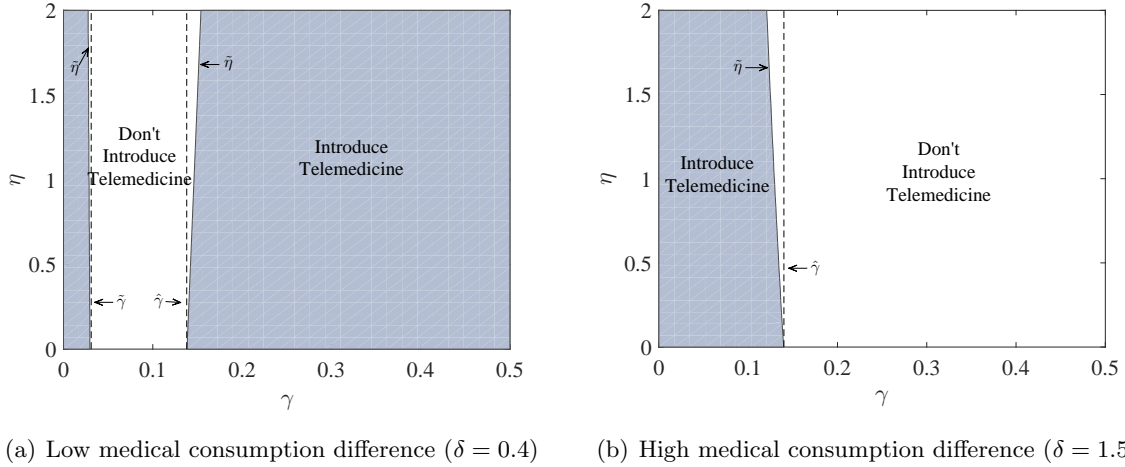 2
1.5
1
0.5
0
η
η̃
Don't
Introduce
Telemedicine
η̃
Introduce
Telemedicine
γ̃
γ̂
0
0.1
0.2
0.3
0.4
0.5
γ
(a) Low medical consumption difference (δ = 0.4)
2
1.5
1
0.5
0
η
η̃
Introduce
Telemedicine
Don't
Introduce
Telemedicine
γ̂
0
0.1
0.2
0.3
0.4
0.5
γ
(b) High medical consumption difference (δ = 1.5